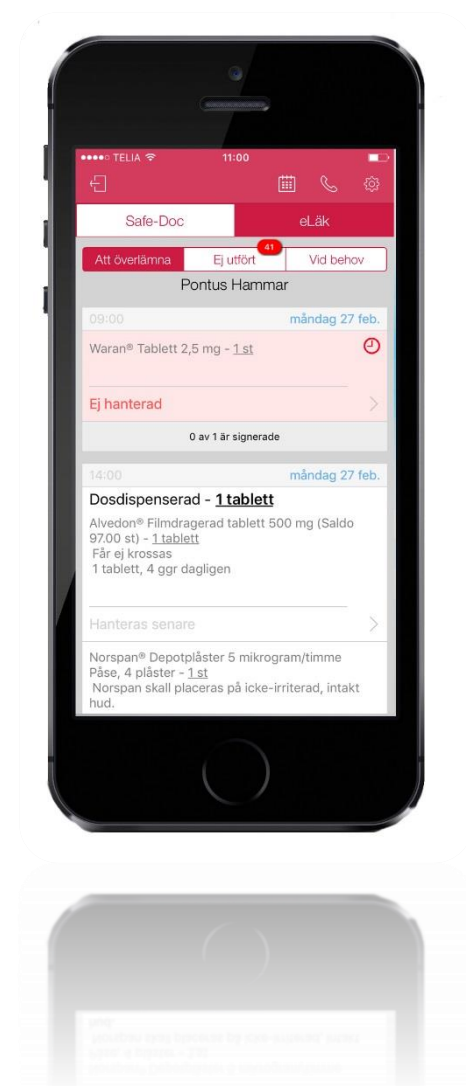 TELIA 11:00
Safe-Doc eLäk
41
Att överlämna Ej utfört Vid behov
Pontus Hammar
09:00 måndag 27 feb.
Waran® Tablett 2,5 mg - 1 st
Ej hanterad
0 av 1 är signerade
14:00 måndag 27 feb.
Dosdispenserad - 1 tablett
Alvedon® Filmdragerad tablett 500 mg (Saldo
97.00 st) - 1 tablett
Får ej krossas
1 tablett, 4 ggr dagligen
Hanteras senare
Norspan® Depotplåster 5 mikrogram/timme
Påse, 4 plåster - 1 st
Norspan skall placeras på icke-irriterad, intakt
hud.